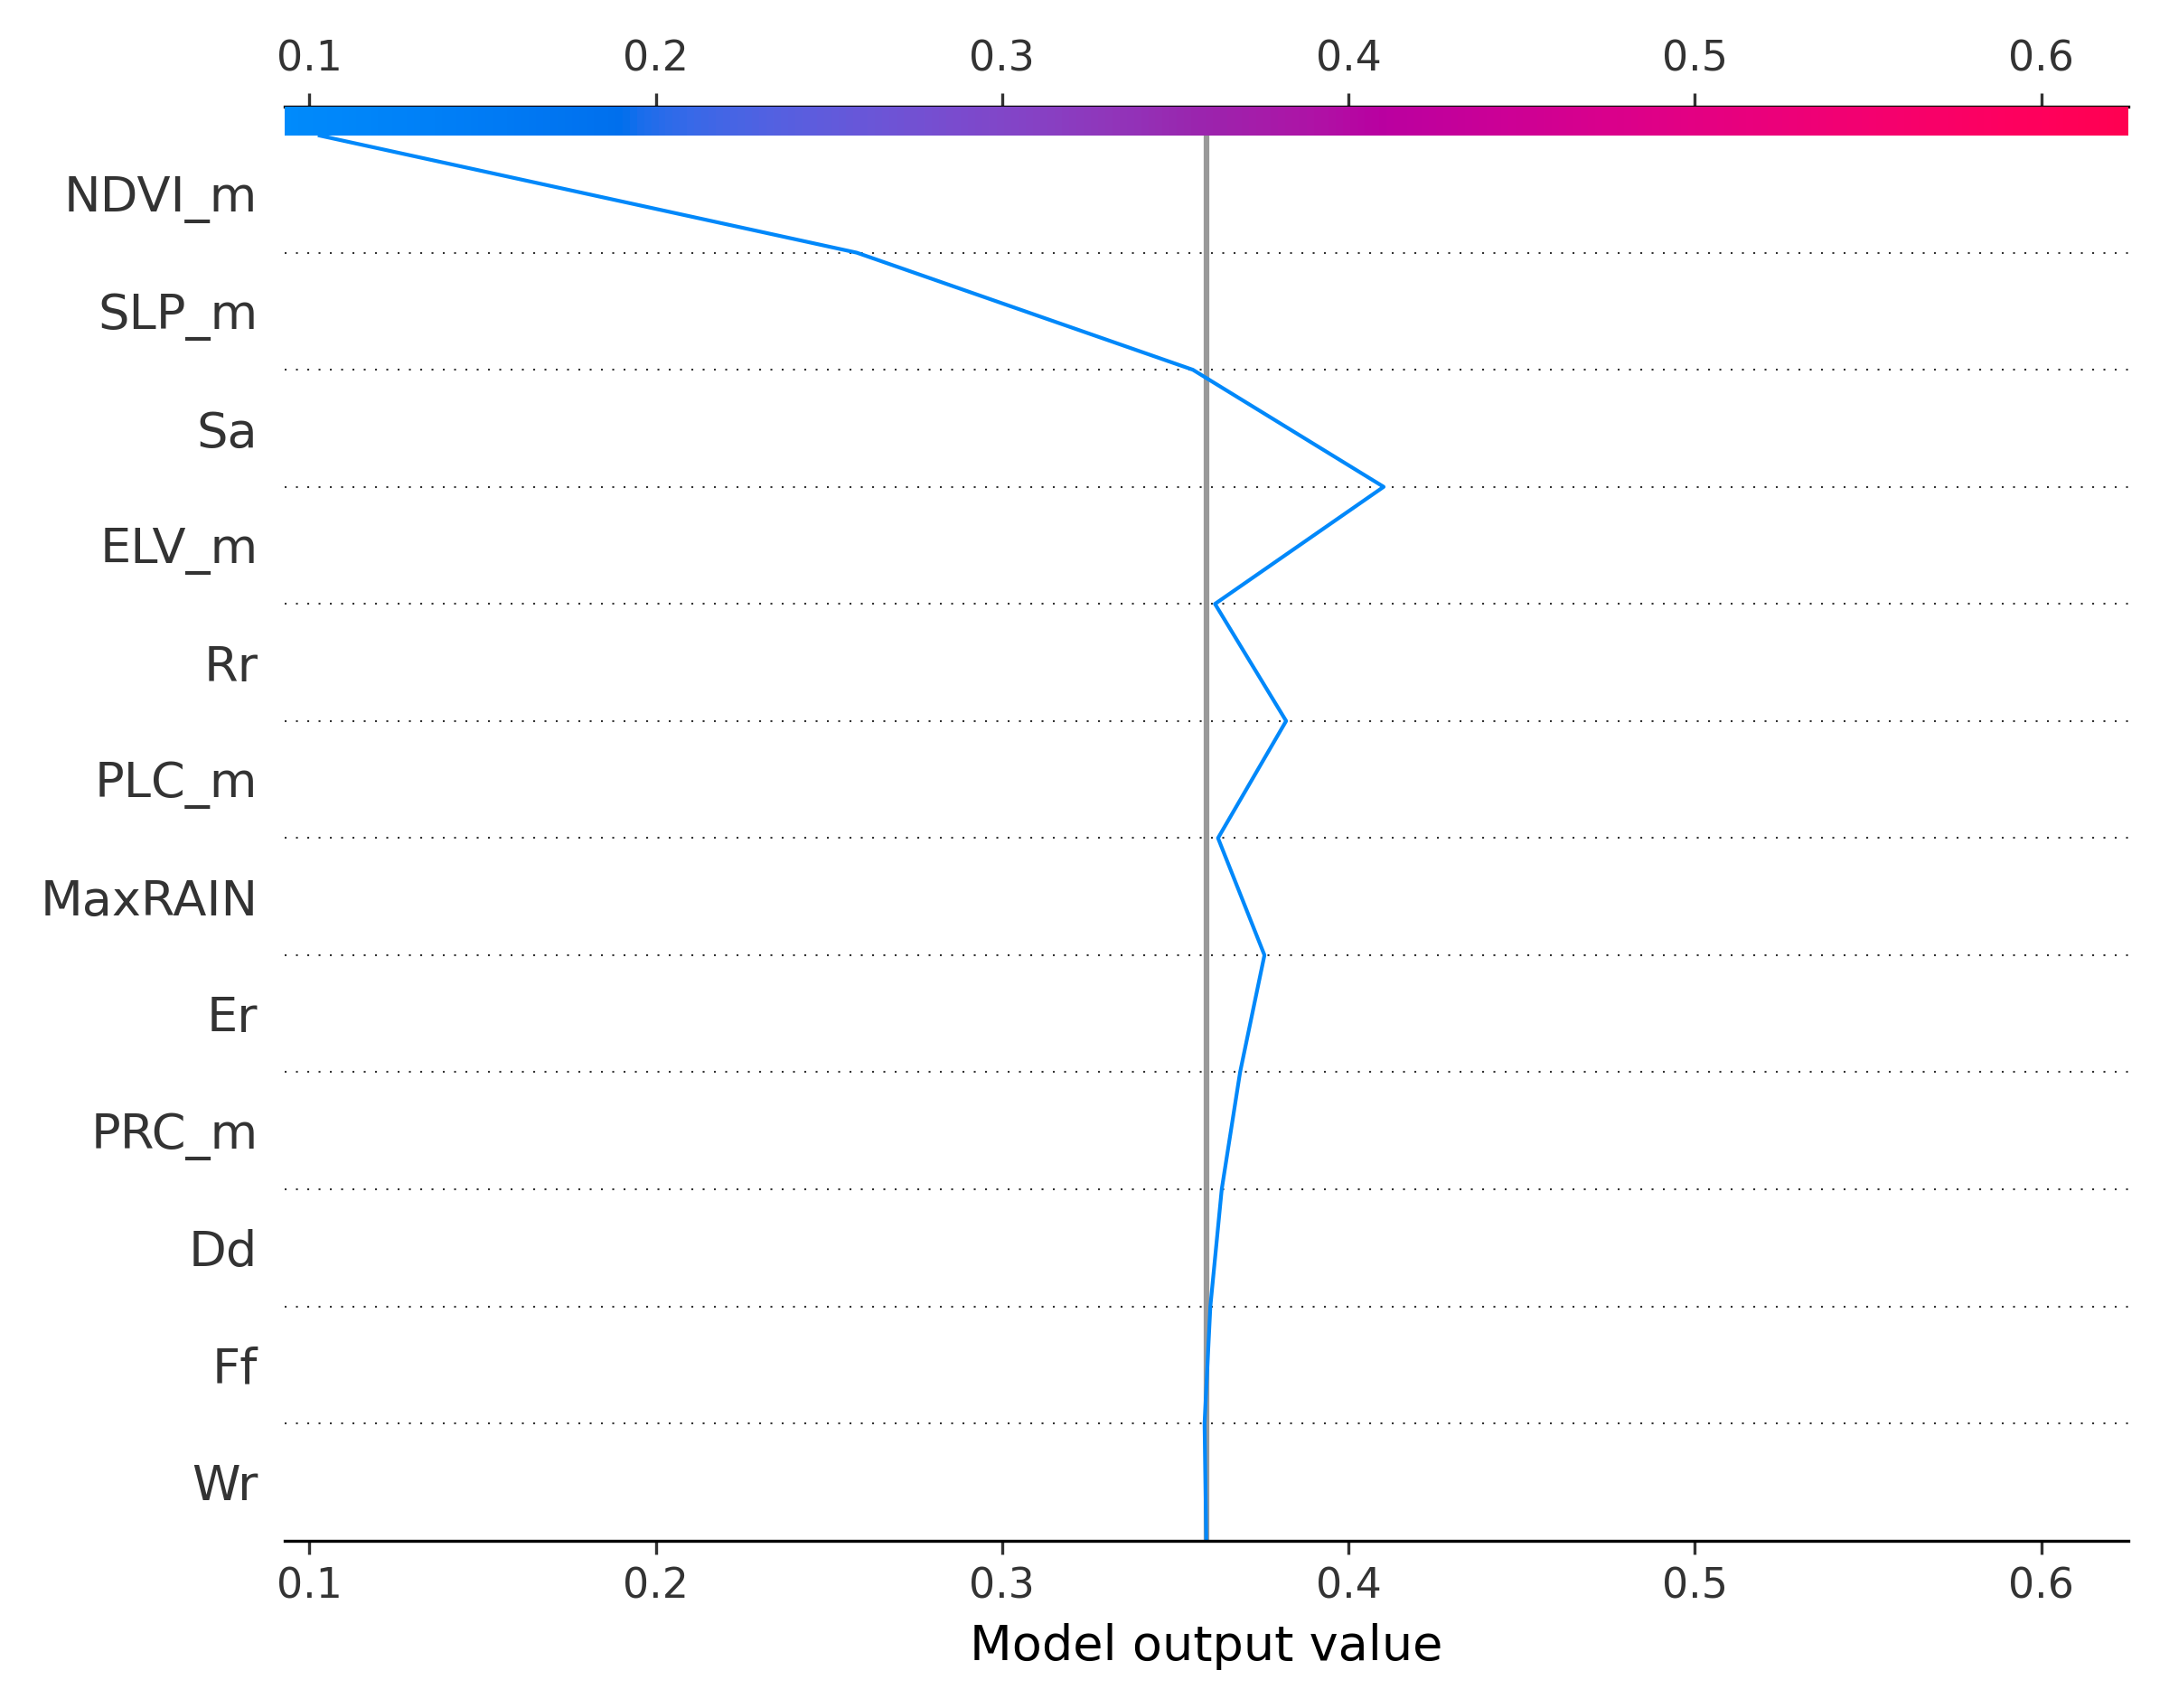 0.1 0.2 0.3 0.4 0.5 0.6
NDVI_m
SLP_m
Sa
ELV_m
Rr
PLC_m
MaxRAIN
Er
PRC_m
Dd
Ff
Wr
0.1 0.2 0.3 0.4 0.5 0.6
Model output value